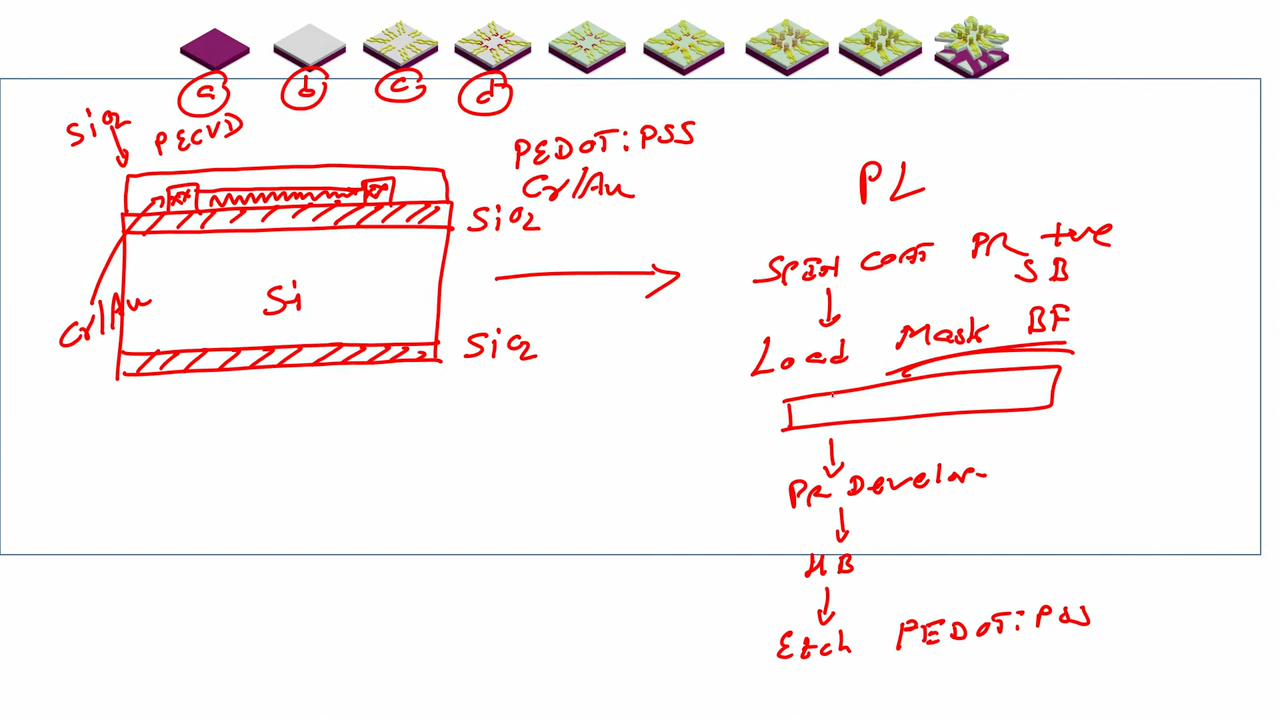 a b c d
SiO2
PECVD
PEDOT:PSS
Cr/Au
SiO2
Si
Cr/Au
SiO2
PL
SPIN COAT PR +ve
SB
Load Mask BF
PR Develop
HB
Etch PEDOT:PSS